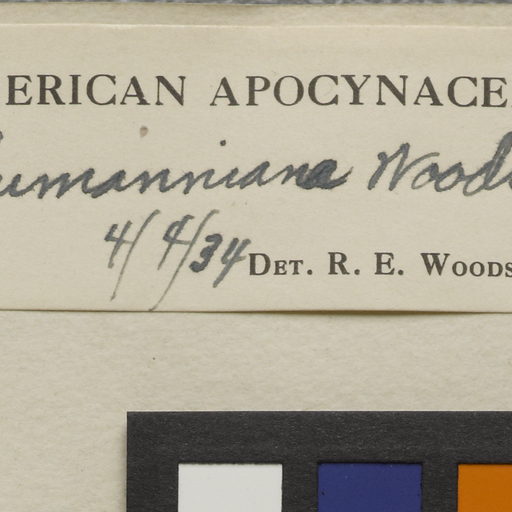 ERICAN APOCYNACE
umanniana Woods
4/4/34 DET. R. E. WOODS